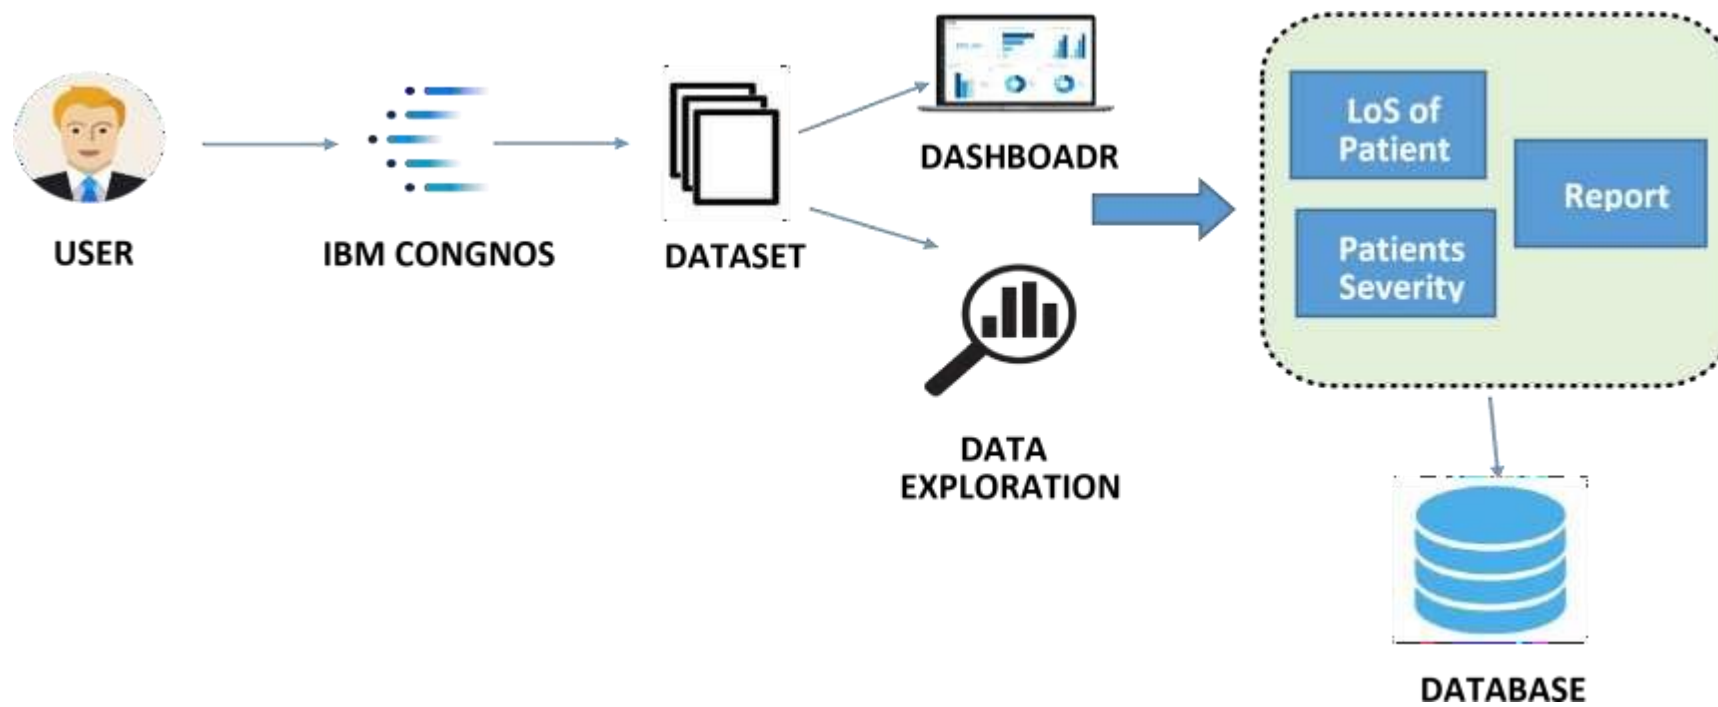 USER
IBM CONGNOS
DATASET
DASHBOADR
DATA
EXPLORATION
LoS of
Patient
Patients
Severity
Report
DATABASE